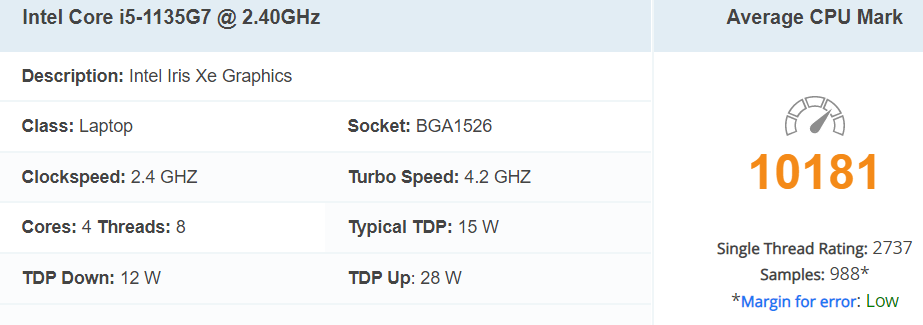 Intel Core i5-1135G7 @ 2.40GHz
Average CPU Mark
Description: Intel Iris Xe Graphics
Class: Laptop
Socket: BGA1526
Clockspeed: 2.4 GHZ
Turbo Speed: 4.2 GHZ
Cores: 4 Threads: 8
Typical TDP: 15 W
TDP Down: 12 W
TDP Up: 28 W
10181
Single Thread Rating: 2737
Samples: 988*
*Margin for error: Low